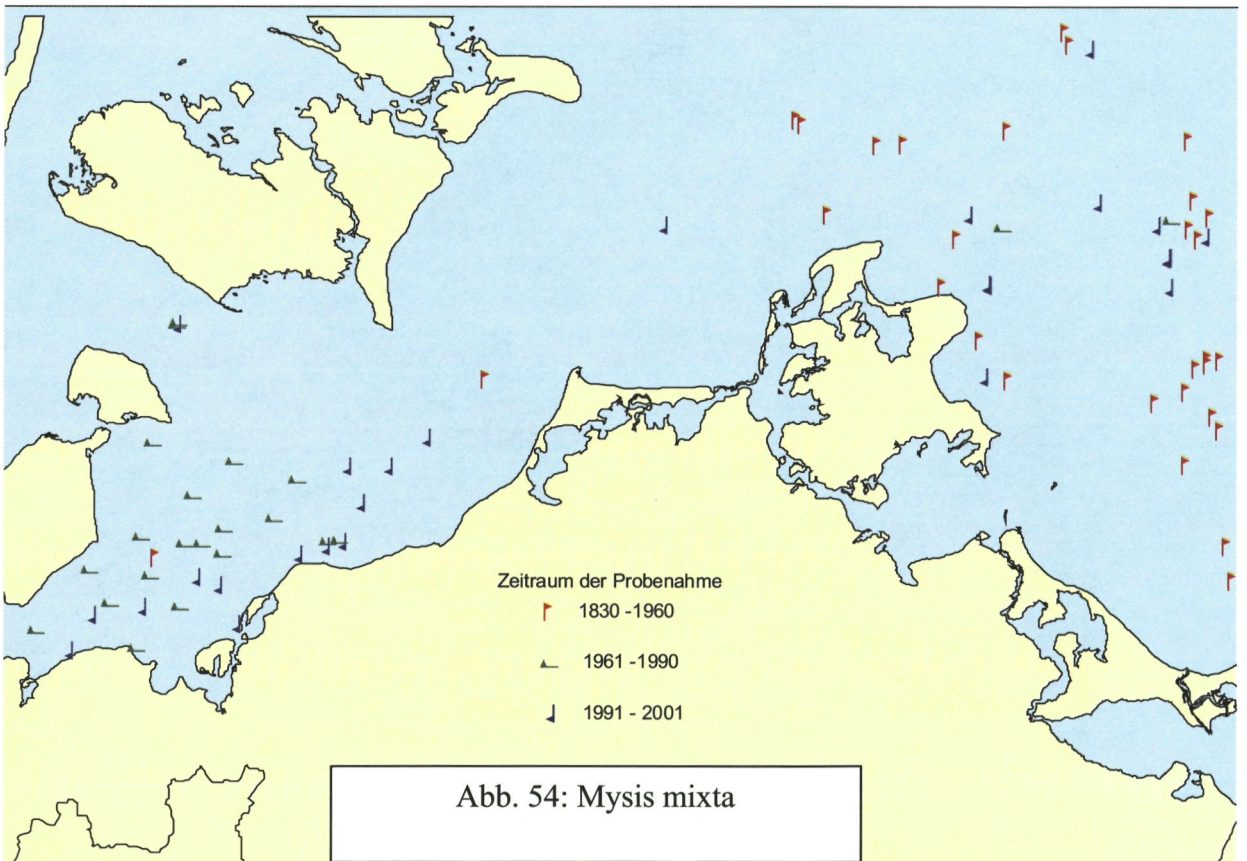 Zeitraum der Probenahme
1830 -1960
1961 -1990
1991 - 2001
Abb. 54: Mysis mixta